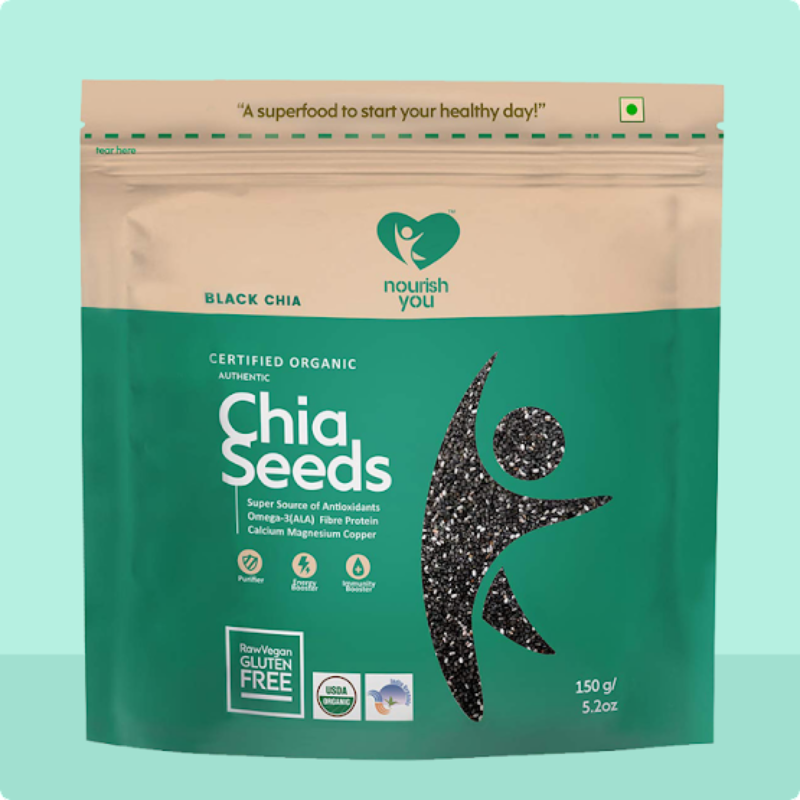 “A superfood to start your healthy day!”
tear here
TM
nourish
you
BLACK CHIA
CERTIFIED ORGANIC
AUTHENTIC
Chia
Seeds
Super Source of Antioxidants
Omega-3(ALA) Fibre Protein
Calcium Magnesium Copper
Purifier
Energy
Booster
Immunity
Booster
RawVegan
GLUTEN
FREE
USDA
ORGANIC
150 g/
5.2oz